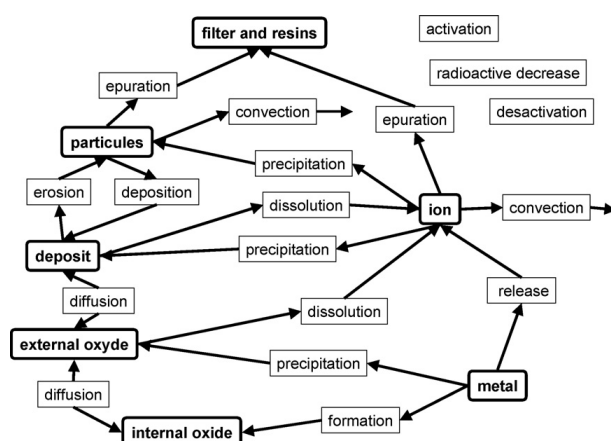 filter and resins
activation
radioactive decrease
epuration
convection
epuration
desactivation
particules
precipitation
erosion
deposition
dissolution
ion
convection
deposit
precipitation
diffusion
release
dissolution
external oxyde
precipitation
metal
diffusion
formation
internal oxide